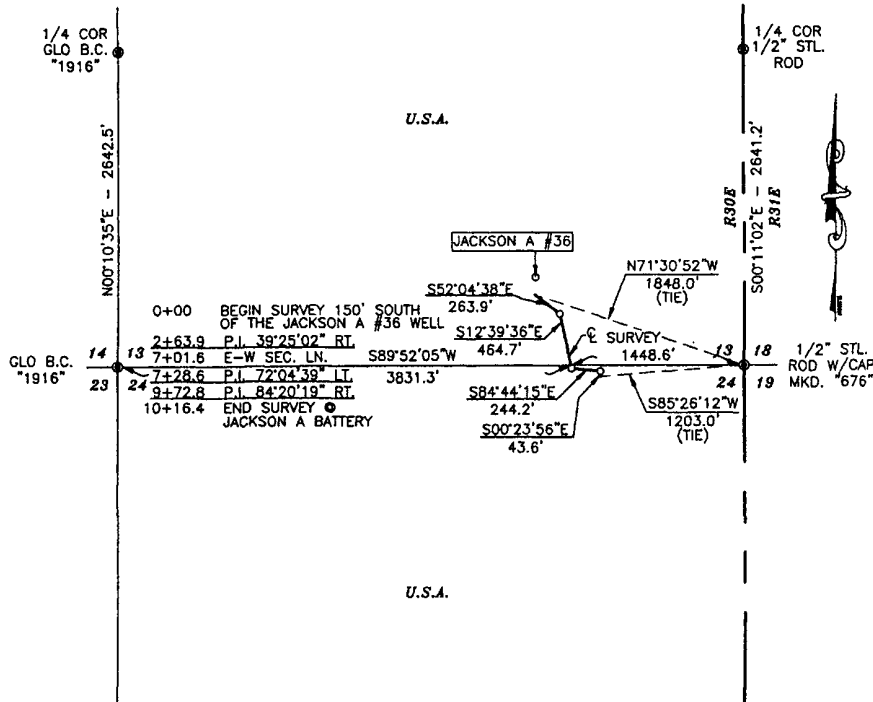 1/4 COR
GLO B.C.
"1916"
1/4 COR
1/2" STL.
ROD
U.S.A.
N00°10'35"E - 2642.5'
R30E
R31E
S00°11'02"E - 2641.2'
JACKSON A #36
N71°30'52"W
1848.0'
(TIE)
S52°04'38"E
263.9'
S12°39'36"E
464.7'
0+00 BEGIN SURVEY 150' SOUTH
OF THE JACKSON A #36 WELL
2+63.9 P.I. 39°25'02" RT.
7+01.6 E-W SEC. LN.
7+28.6 P.I. 72°04'39" LT.
9+72.8 P.I. 84°20'19" RT.
10+16.4 END SURVEY @
JACKSON A BATTERY
GLO B.C.
"1916"
14 13
23 24
S89°52'05"W
3831.3'
℄ SURVEY
1448.6'
13 18
24 19
1/2" STL.
ROD W/CAP
MKD. "676"
S84°44'15"E
244.2'
S00°23'56"E
43.6'
S85°26'12"W
1203.0'
(TIE)
U.S.A.